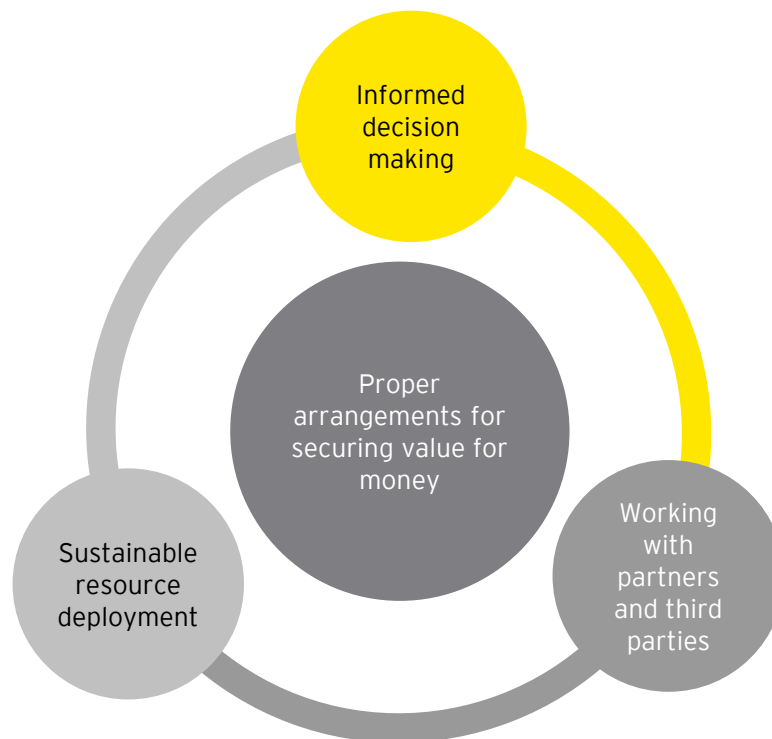 Informed
decision
making
Proper
arrangements for
securing value for
money
Sustainable
resource
deployment
Working
with
partners
and third
parties